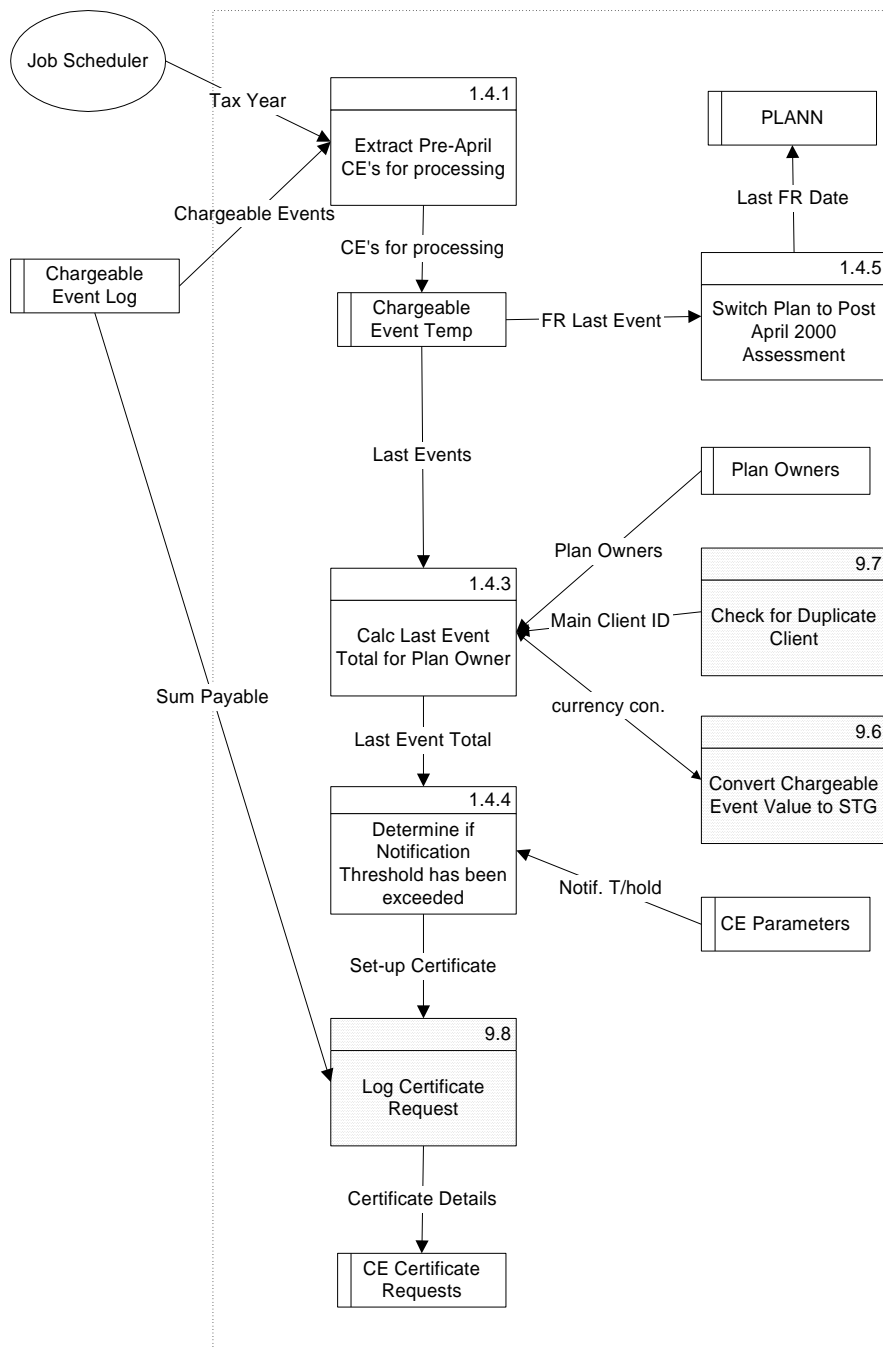 Job Scheduler
Tax Year
1.4.1
Extract Pre-April
CE's for processing
PLANN
Last FR Date
Chargeable Events
CE's for processing
Chargeable
Event Log
Chargeable
Event Temp
FR Last Event
1.4.5
Switch Plan to Post
April 2000
Assessment
Last Events
Plan Owners
Plan Owners
1.4.3
Calc Last Event
Total for Plan Owner
Main Client ID
9.7
Check for Duplicate
Client
Sum Payable
currency con.
Last Event Total
9.6
Convert Chargeable
Event Value to STG
1.4.4
Determine if
Notification
Threshold has been
exceeded
Notif. T/hold
CE Parameters
Set-up Certificate
9.8
Log Certificate
Request
Certificate Details
CE Certificate
Requests